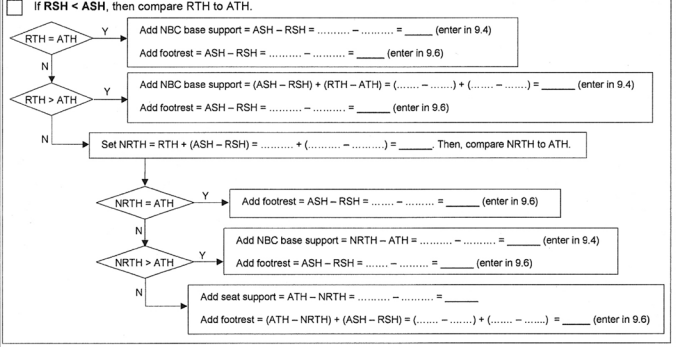 If RSH < ASH, then compare RTH to ATH.
RTH = ATH
Y
Add NBC base support = ASH – RSH = .......... – .......... = _____ (enter in 9.4)
Add footrest = ASH – RSH = .......... – .......... = _____ (enter in 9.6)
N
RTH > ATH
Y
Add NBC base support = (ASH – RSH) + (RTH – ATH) = (....... – .......) + (....... – .......) = ______ (enter in 9.4)
Add footrest = ASH – RSH = .......... – .......... = _____ (enter in 9.6)
N
Set NRTH = RTH + (ASH – RSH) = .......... + (.......... – ..........) = ______. Then, compare NRTH to ATH.
NRTH = ATH
Y
Add footrest = ASH – RSH = ....... – ......... = ______ (enter in 9.6)
N
NRTH > ATH
Y
Add NBC base support = NRTH – ATH = .......... – .......... = _____ (enter in 9.4)
Add footrest = ASH – RSH = ....... – .......... = _____ (enter in 9.6)
N
Add seat support = ATH – NRTH = .......... – .......... = _____
Add footrest = (ATH – NRTH) + (ASH – RSH) = (....... – .......) + (....... – .......) = _____ (enter in 9.6)